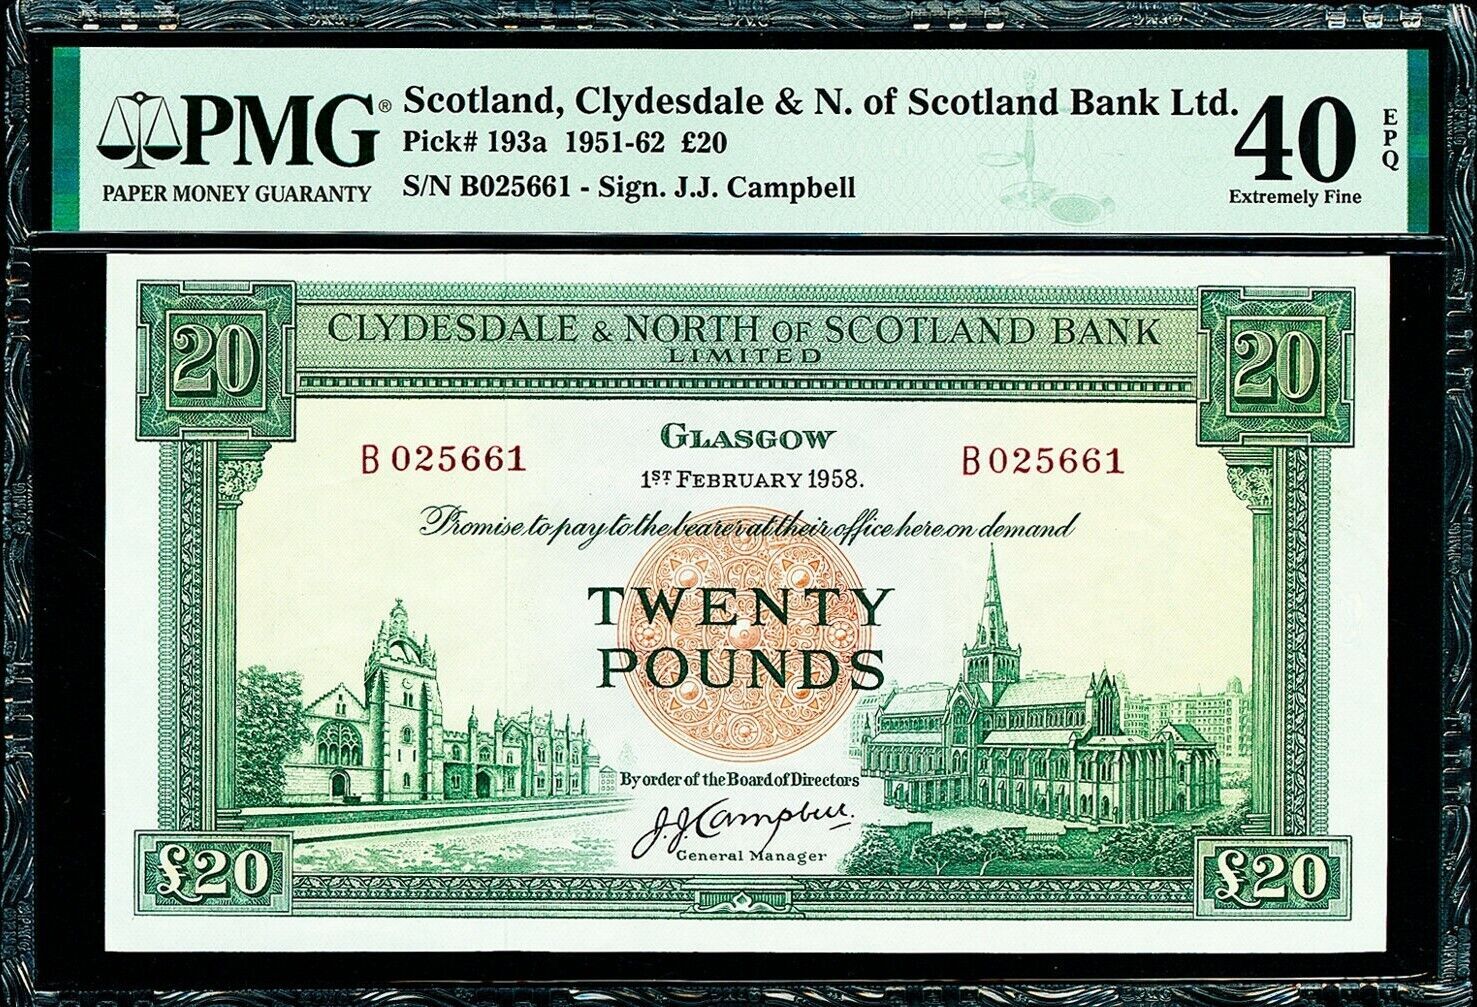 PMG®
PAPER MONEY GUARANTY
Scotland, Clydesdale & N. of Scotland Bank Ltd.
Pick# 193a 1951-62 £20
S/N B025661 - Sign. J.J. Campbell
40
EPQ
Extremely Fine
20
CLYDESDALE & NORTH OF SCOTLAND BANK
LIMITED
20
GLASGOW
B 025661
B 025661
1ST FEBRUARY 1958.
Promise to pay to the bearer at their office here on demand
TWENTY
POUNDS
By order of the Board of Directors
J.J. Campbell.
General Manager
£20
£20